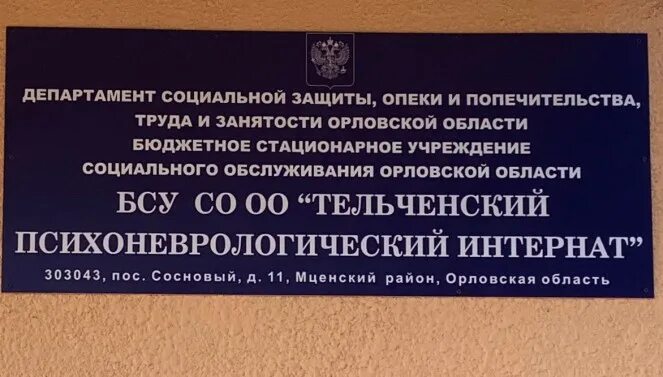 ДЕПАРТАМЕНТ СОЦИАЛЬНОЙ ЗАЩИТЫ, ОПЕКИ И ПОПЕЧИТЕЛЬСТВА,
ТРУДА И ЗАНЯТОСТИ ОРЛОВСКОЙ ОБЛАСТИ
БЮДЖЕТНОЕ СТАЦИОНАРНОЕ УЧРЕЖДЕНИЕ
СОЦИАЛЬНОГО ОБСЛУЖИВАНИЯ ОРЛОВСКОЙ ОБЛАСТИ
БСУ СО ОО “ТЕЛЬЧЕНСКИЙ
ПСИХОНЕВРОЛОГИЧЕСКИЙ ИНТЕРНАТ”
303043, пос. Сосновый, д. 11, Мценский район, Орловская область